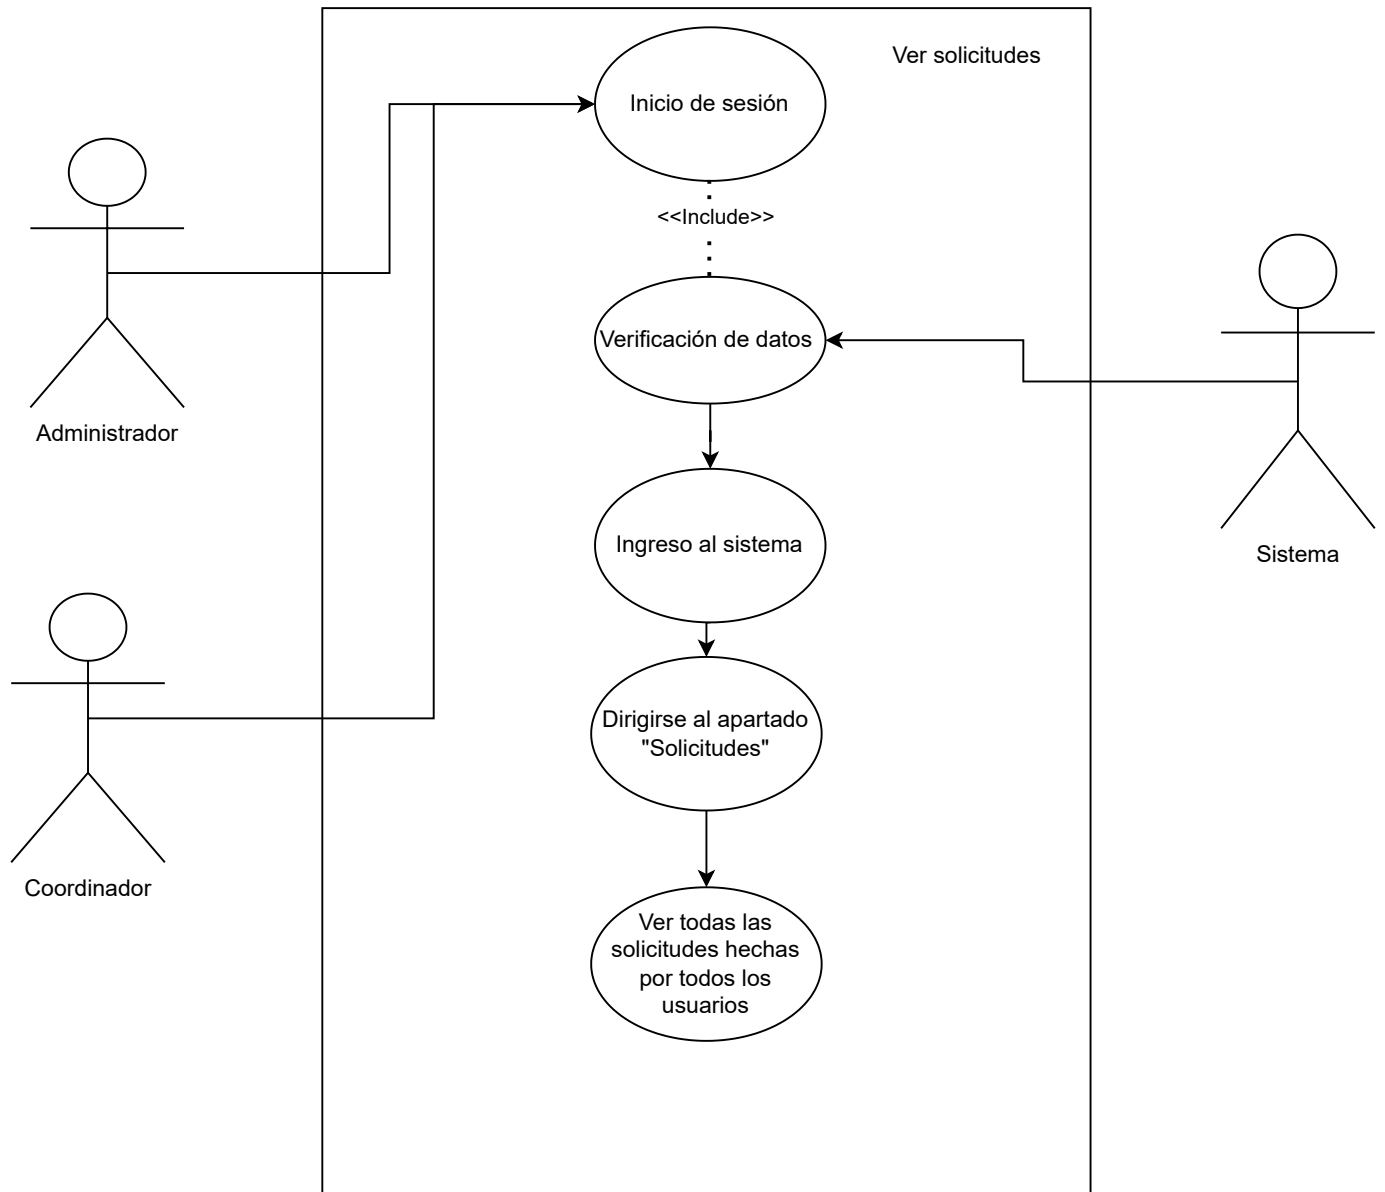 Ver solicitudes
Inicio de sesión
<<Include>>
Verificación de datos
Administrador
Ingreso al sistema
Sistema
Dirigirse al apartado
"Solicitudes"
Coordinador
Ver todas las
solicitudes hechas
por todos los
usuarios